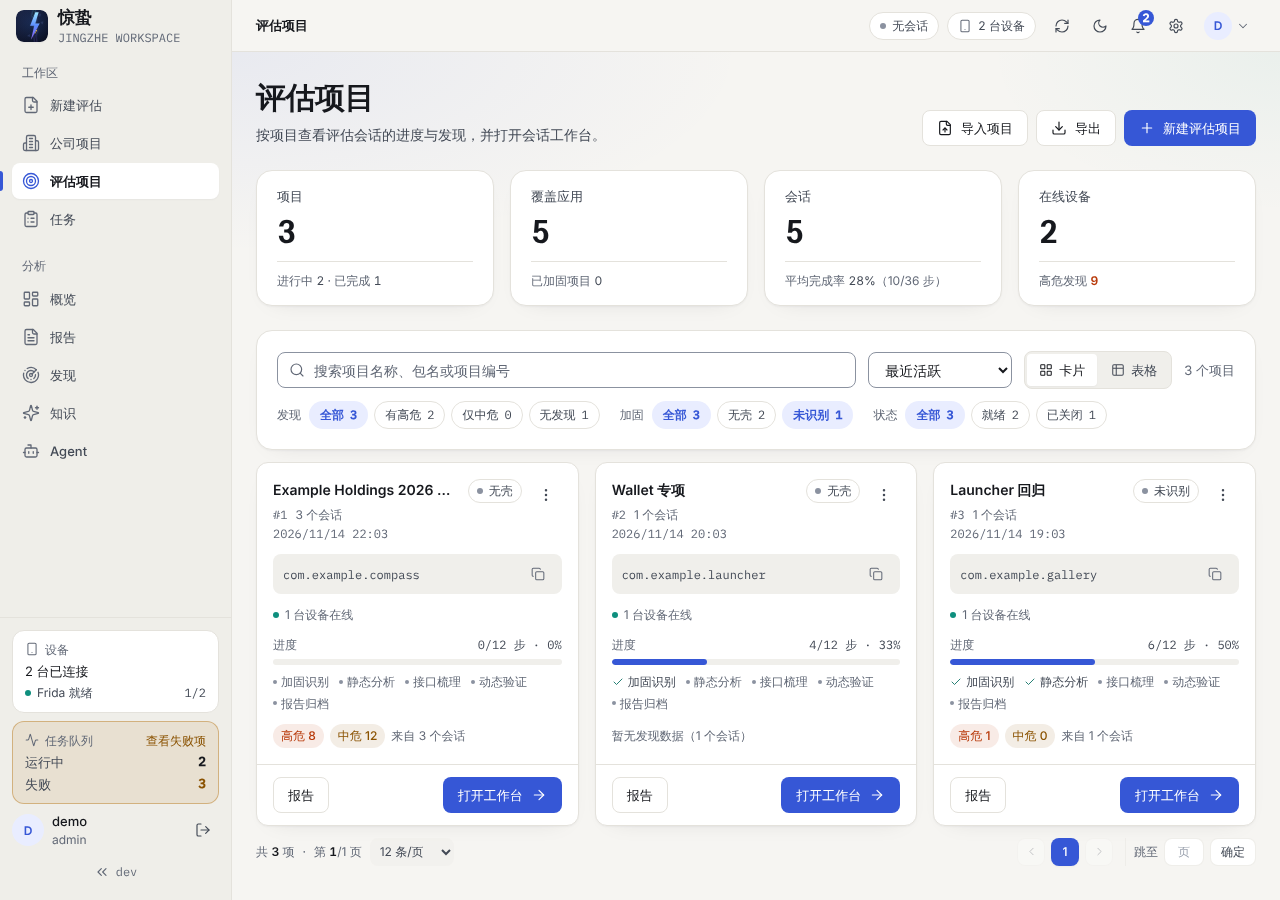 惊蛰
JINGZHE WORKSPACE
工作区
新建评估
公司项目
评估项目
任务
分析
概览
报告
发现
知识
Agent
设备
2 台已连接
Frida 就绪 1/2
任务队列 查看失败项
运行中 2
失败 3
D demo
admin
dev
评估项目 无会话 2 台设备 2 D
评估项目
按项目查看评估会话的进度与发现，并打开会话工作台。
导入项目 导出 新建评估项目
项目
3
进行中 2 · 已完成 1
覆盖应用
5
已加固项目 0
会话
5
平均完成率 28%（10/36 步）
在线设备
2
高危发现 9
搜索项目名称、包名或项目编号 最近活跃 卡片 表格 3 个项目
发现 全部 3 有高危 2 仅中危 0 无发现 1 加固 全部 3 无壳 2 未识别 1 状态 全部 3 就绪 2 已关闭 1
Example Holdings 2026 ... 无壳
#1 3 个会话
2026/11/14 22:03
com.example.compass
1 台设备在线
进度 0/12 步 · 0%
加固识别 静态分析 接口梳理 动态验证
报告归档
高危 8 中危 12 来自 3 个会话
报告 打开工作台
Wallet 专项 无壳
#2 1 个会话
2026/11/14 20:03
com.example.launcher
1 台设备在线
进度 4/12 步 · 33%
加固识别 静态分析 接口梳理 动态验证
报告归档
暂无发现数据（1 个会话）
报告 打开工作台
Launcher 回归 未识别
#3 1 个会话
2026/11/14 19:03
com.example.gallery
1 台设备在线
进度 6/12 步 · 50%
加固识别 静态分析 接口梳理 动态验证
报告归档
高危 1 中危 0 来自 1 个会话
报告 打开工作台
共 3 项 · 第 1/1 页 12 条/页 1 跳至 页 确定